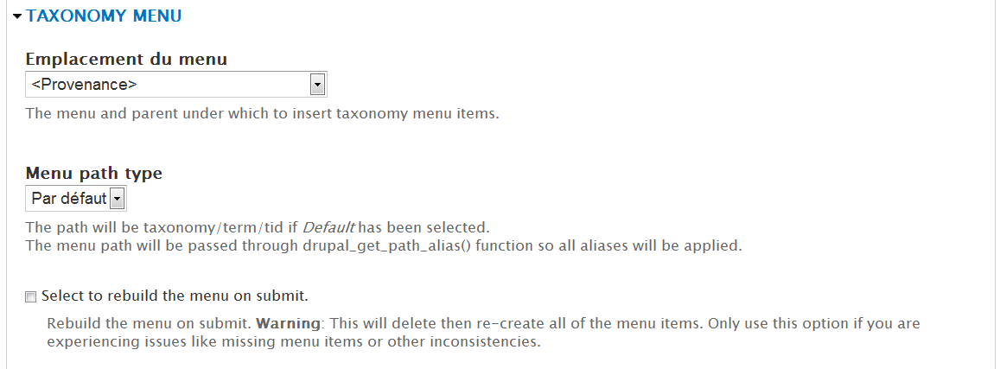 TAXONOMY MENU
Emplacement du menu
<Provenance>
The menu and parent under which to insert taxonomy menu items.
Menu path type
Par défaut
The path will be taxonomy/term/tid if Default has been selected.
The menu path will be passed through drupal_get_path_alias() function so all aliases will be applied.
Select to rebuild the menu on submit.
Rebuild the menu on submit. Warning: This will delete then re-create all of the menu items. Only use this option if you are
experiencing issues like missing menu items or other inconsistencies.